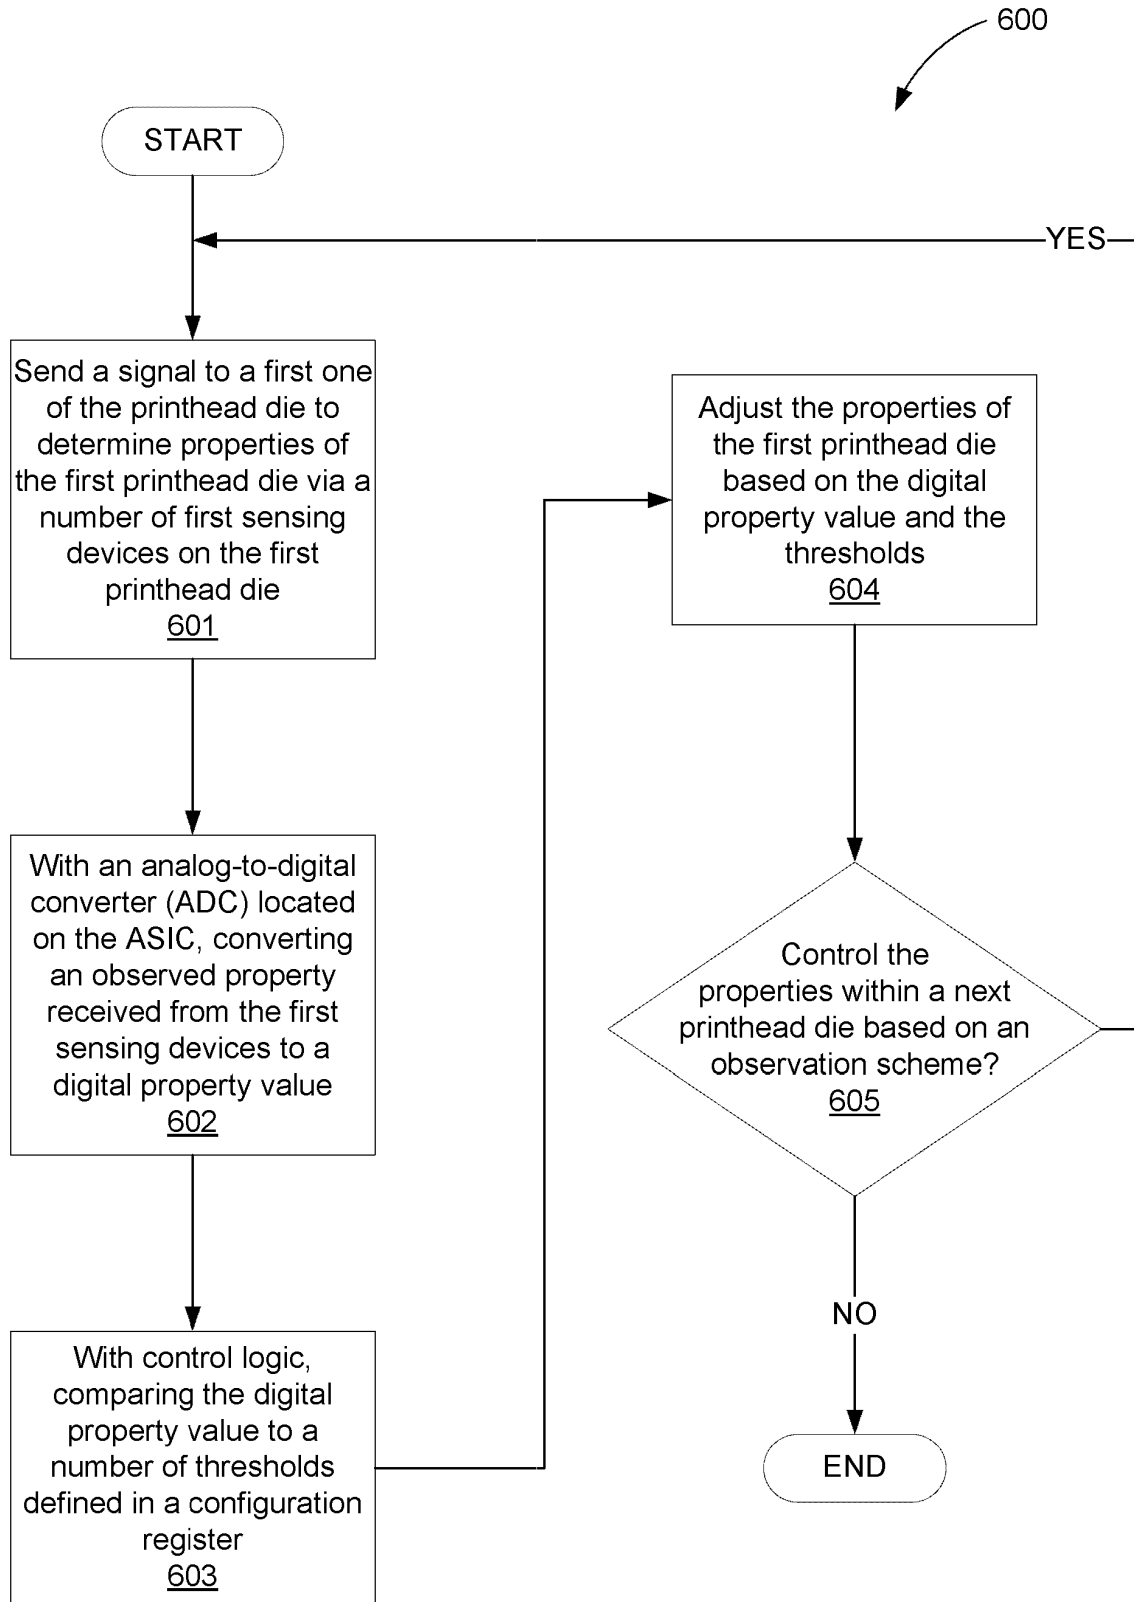 600
START
YES
Send a signal to a first one
of the printhead die to
determine properties of
the first printhead die via a
number of first sensing
devices on the first
printhead die
601
With an analog-to-digital
converter (ADC) located
on the ASIC, converting
an observed property
received from the first
sensing devices to a
digital property value
602
With control logic,
comparing the digital
property value to a
number of thresholds
defined in a configuration
register
603
Adjust the properties of
the first printhead die
based on the digital
property value and the
thresholds
604
Control the
properties within a next
printhead die based on an
observation scheme?
605
NO
END